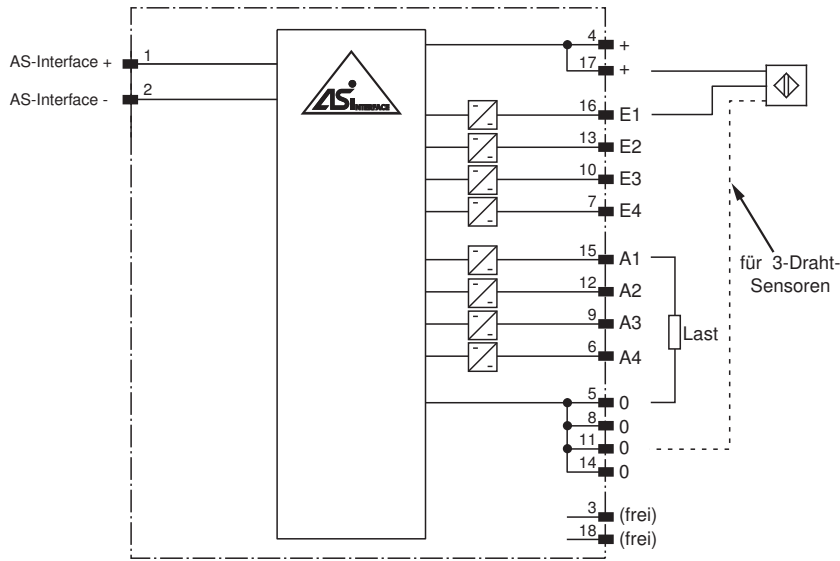 AS-Interface + 1
AS-Interface - 2
ASi INTERFACE
4 +
17 +
16 E1
13 E2
10 E3
7 E4
15 A1
12 A2
9 A3
6 A4
5 0
8 0
11 0
14 0
3 (frei)
18 (frei)
für 3-Draht-
Sensoren
Last